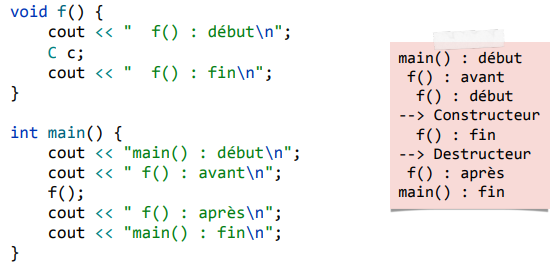 void f() {
    cout << "  f() : début\n";
    C c;
    cout << "  f() : fin\n";
}
int main() {
    cout << "main() : début\n";
    cout << " f() : avant\n";
    f();
    cout << " f() : après\n";
    cout << "main() : fin\n";
}
main() : début
 f() : avant
  f() : début
--> Constructeur
  f() : fin
--> Destructeur
 f() : après
main() : fin